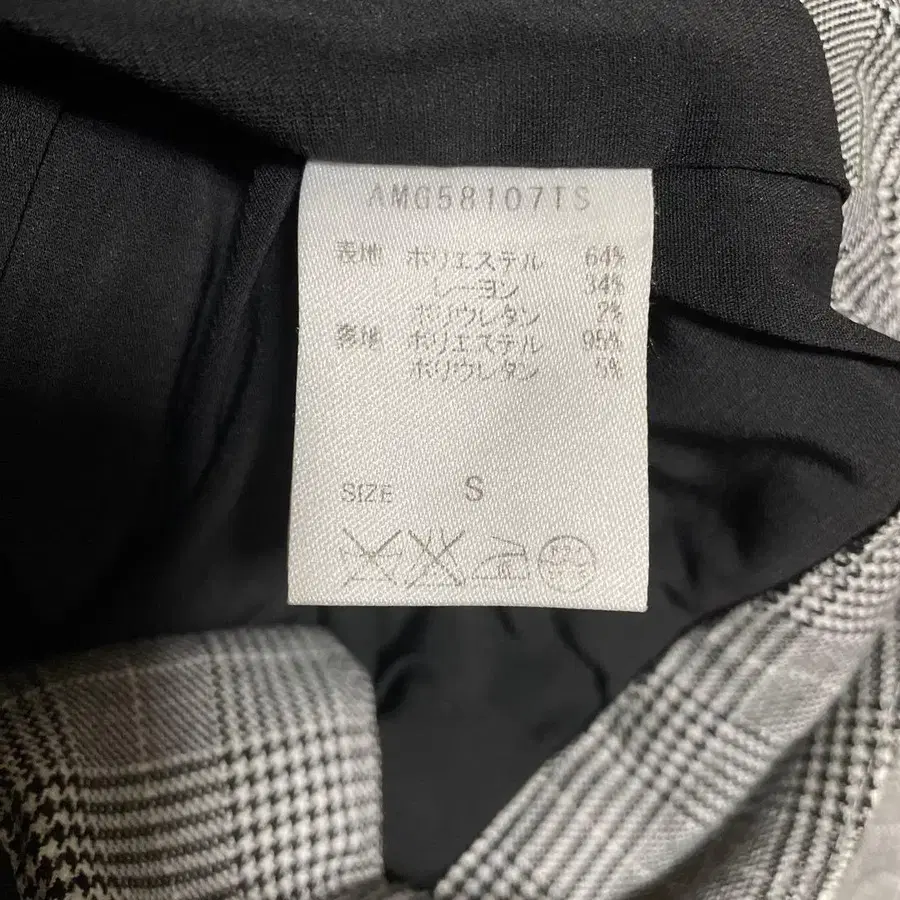 AMG58107TS
表地 ポリエステル 64%
レーヨン 34%
ポリウレタン 2%
裏地 ポリエステル 95%
ポリウレタン 5%
SIZE S